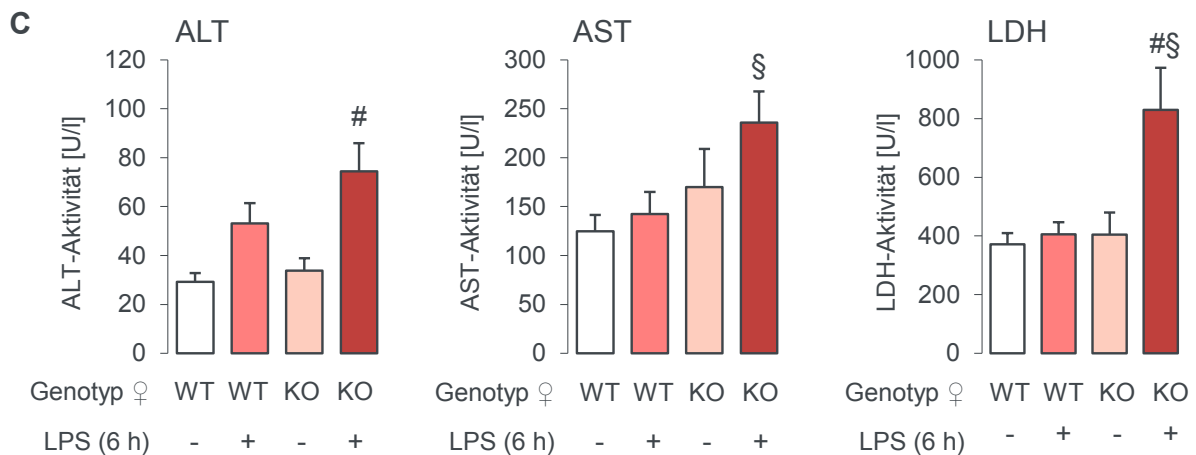 C
ALT
AST
LDH
ALT-Aktivität [U/l]
120
100
80
60
40
20
0
#
AST-Aktivität [U/l]
300
250
200
150
100
50
0
§
LDH-Aktivität [U/l]
1000
800
600
400
200
0
#§
Genotyp ♀ WT WT KO KO
LPS (6 h) - + - +
Genotyp ♀ WT WT KO KO
LPS (6 h) - + - +
Genotyp ♀ WT WT KO KO
LPS (6 h) - + - +